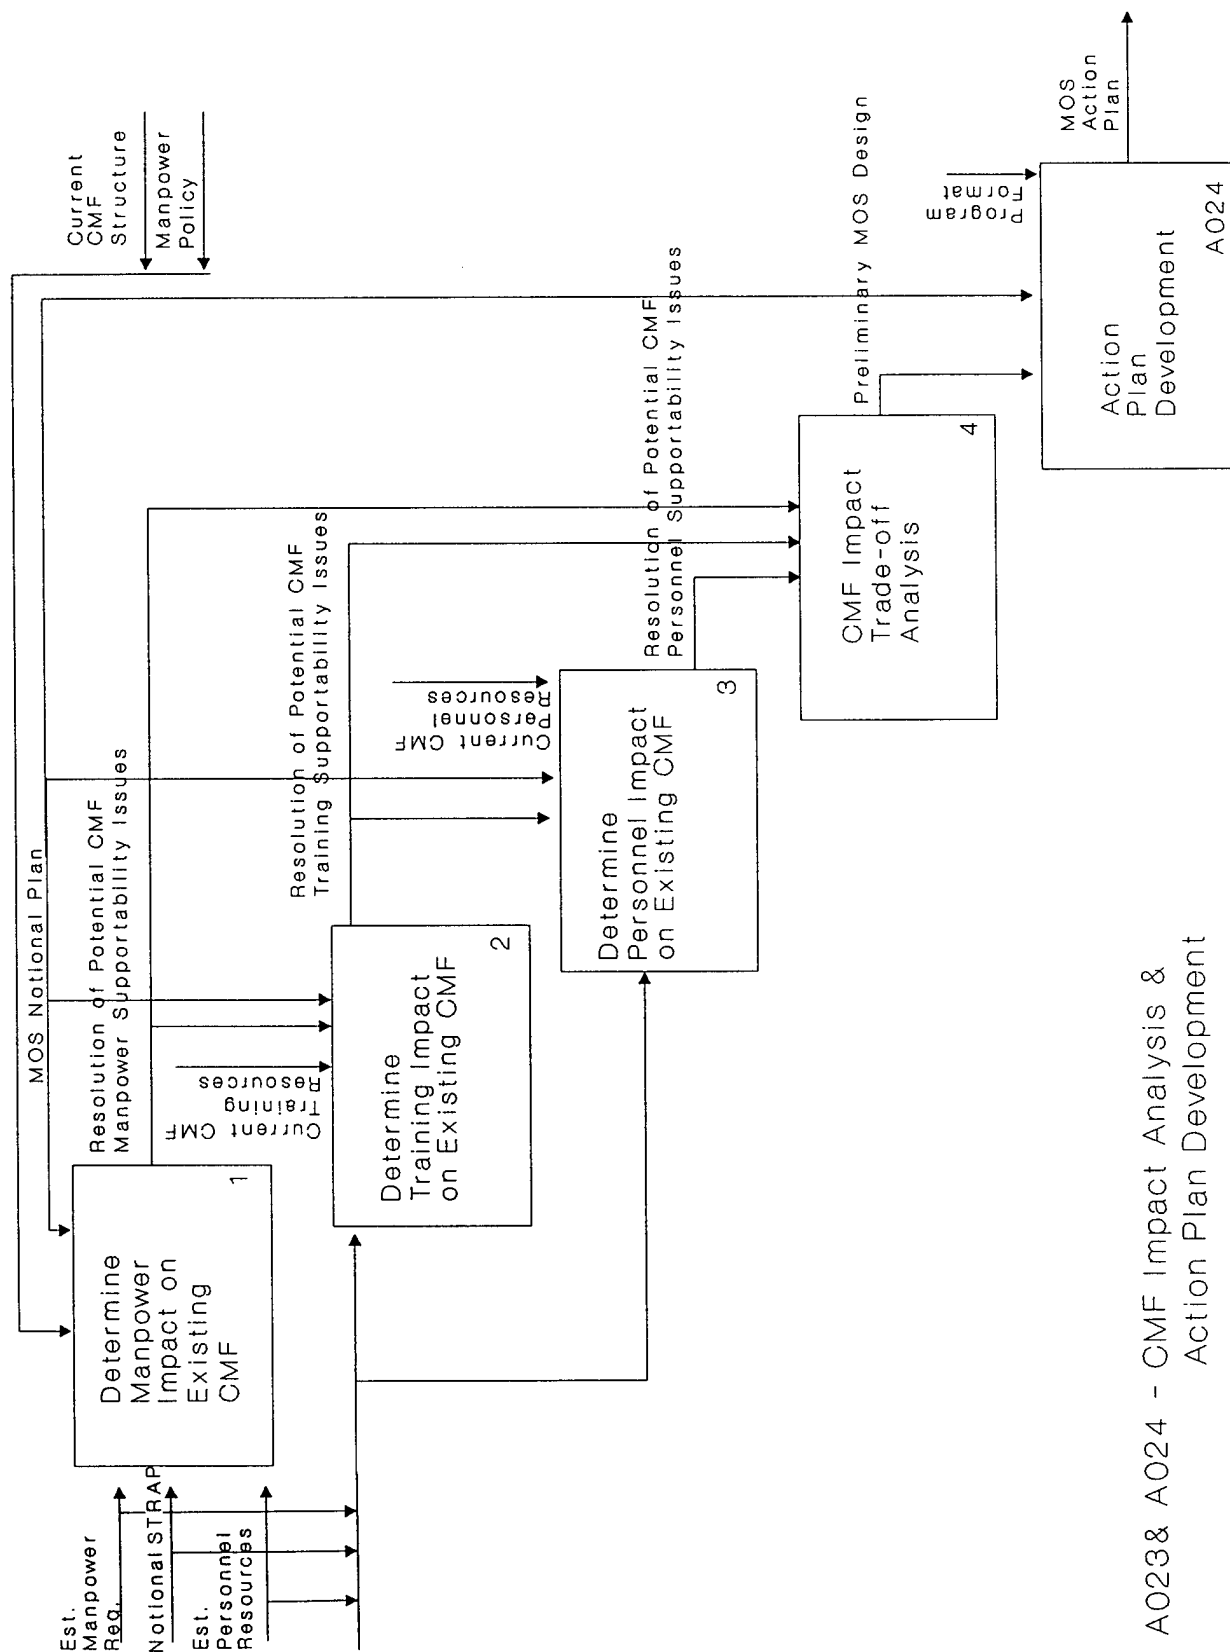 Current
CMF
Structure
Manpower
Policy
MOS Notional Plan
Resolution of Potential CMF
Manpower Supportability Issues
Determine
Manpower
Impact on
Existing
CMF
1
Est.
Manpower
Req.
Notional STRAP
Est.
Personnel
Resources
Current CMF
Training
Resources
Resolution of Potential CMF
Training Supportability Issues
Determine
Training Impact
on Existing CMF
2
Current CMF
Personnel
Resources
Resolution of Potential CMF
Personnel Supportability Issues
Determine
Personnel Impact
on Existing CMF
3
CMF Impact
Trade-off
Analysis
4
Preliminary MOS Design
Program
Format
Action
Plan
Development
A024
MOS
Action
Plan
A023& A024 - CMF Impact Analysis &
Action Plan Development